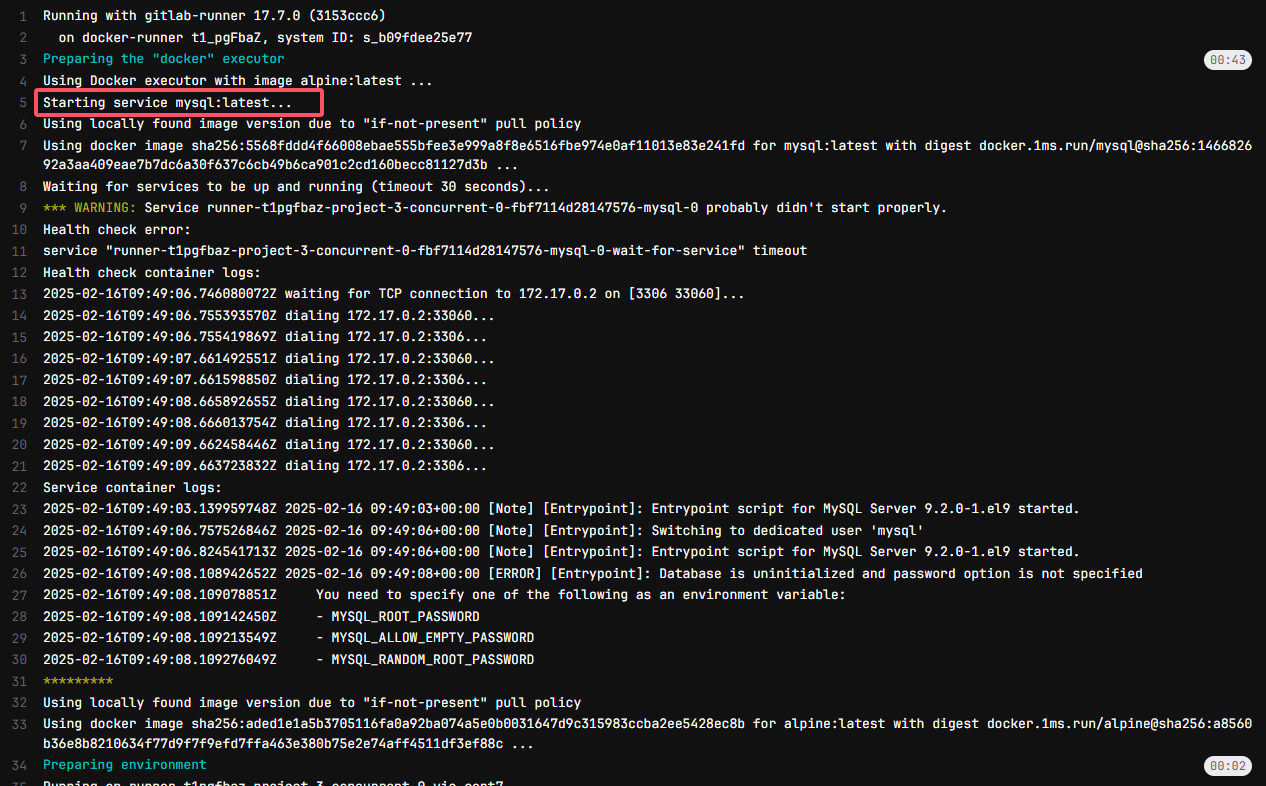 1 Running with gitlab-runner 17.7.0 (3153ccc6)
2 on docker-runner t1_pgFbaZ, system ID: s_b09fdee25e77
3 Preparing the "docker" executor 00:43
4 Using Docker executor with image alpine:latest ...
5 Starting service mysql:latest...
6 Using locally found image version due to "if-not-present" pull policy
7 Using docker image sha256:5568fddd4f66008ebae555bfee3e999a8f8e6516fbe974e0af11013e83e241fd for mysql:latest with digest docker.1ms.run/mysql@sha256:1466826
92a3aa409eae7b7dc6a30f637c6cb49b6ca901c2cd160becc81127d3b ...
8 Waiting for services to be up and running (timeout 30 seconds)...
9 *** WARNING: Service runner-t1pgfbaz-project-3-concurrent-0-fbf7114d28147576-mysql-0 probably didn't start properly.
10 Health check error:
11 service "runner-t1pgfbaz-project-3-concurrent-0-fbf7114d28147576-mysql-0-wait-for-service" timeout
12 Health check container logs:
13 2025-02-16T09:49:06.746080072Z waiting for TCP connection to 172.17.0.2 on [3306 33060]...
14 2025-02-16T09:49:06.755393570Z dialing 172.17.0.2:33060...
15 2025-02-16T09:49:06.755419869Z dialing 172.17.0.2:3306...
16 2025-02-16T09:49:07.661492551Z dialing 172.17.0.2:33060...
17 2025-02-16T09:49:07.661598850Z dialing 172.17.0.2:3306...
18 2025-02-16T09:49:08.665892655Z dialing 172.17.0.2:33060...
19 2025-02-16T09:49:08.666013754Z dialing 172.17.0.2:3306...
20 2025-02-16T09:49:09.662458446Z dialing 172.17.0.2:33060...
21 2025-02-16T09:49:09.663723832Z dialing 172.17.0.2:3306...
22 Service container logs:
23 2025-02-16T09:49:03.139959748Z 2025-02-16 09:49:03+00:00 [Note] [Entrypoint]: Entrypoint script for MySQL Server 9.2.0-1.el9 started.
24 2025-02-16T09:49:06.757526846Z 2025-02-16 09:49:06+00:00 [Note] [Entrypoint]: Switching to dedicated user 'mysql'
25 2025-02-16T09:49:06.824541713Z 2025-02-16 09:49:06+00:00 [Note] [Entrypoint]: Entrypoint script for MySQL Server 9.2.0-1.el9 started.
26 2025-02-16T09:49:08.108942652Z 2025-02-16 09:49:08+00:00 [ERROR] [Entrypoint]: Database is uninitialized and password option is not specified
27 2025-02-16T09:49:08.109078851Z You need to specify one of the following as an environment variable:
28 2025-02-16T09:49:08.109142450Z - MYSQL_ROOT_PASSWORD
29 2025-02-16T09:49:08.109213549Z - MYSQL_ALLOW_EMPTY_PASSWORD
30 2025-02-16T09:49:08.109276049Z - MYSQL_RANDOM_ROOT_PASSWORD
31 *********
32 Using locally found image version due to "if-not-present" pull policy
33 Using docker image sha256:aded1e1a5b3705116fa0a92ba074a5e0b0031647d9c315983ccba2ee5428ec8b for alpine:latest with digest docker.1ms.run/alpine@sha256:a8560
b36e8b8210634f77d9f7f9efd7ffa463e380b75e2e74aff4511df3ef88c ...
34 Preparing environment 00:02
35 Running on runner-t1pgfbaz-project-3-concurrent-0 via